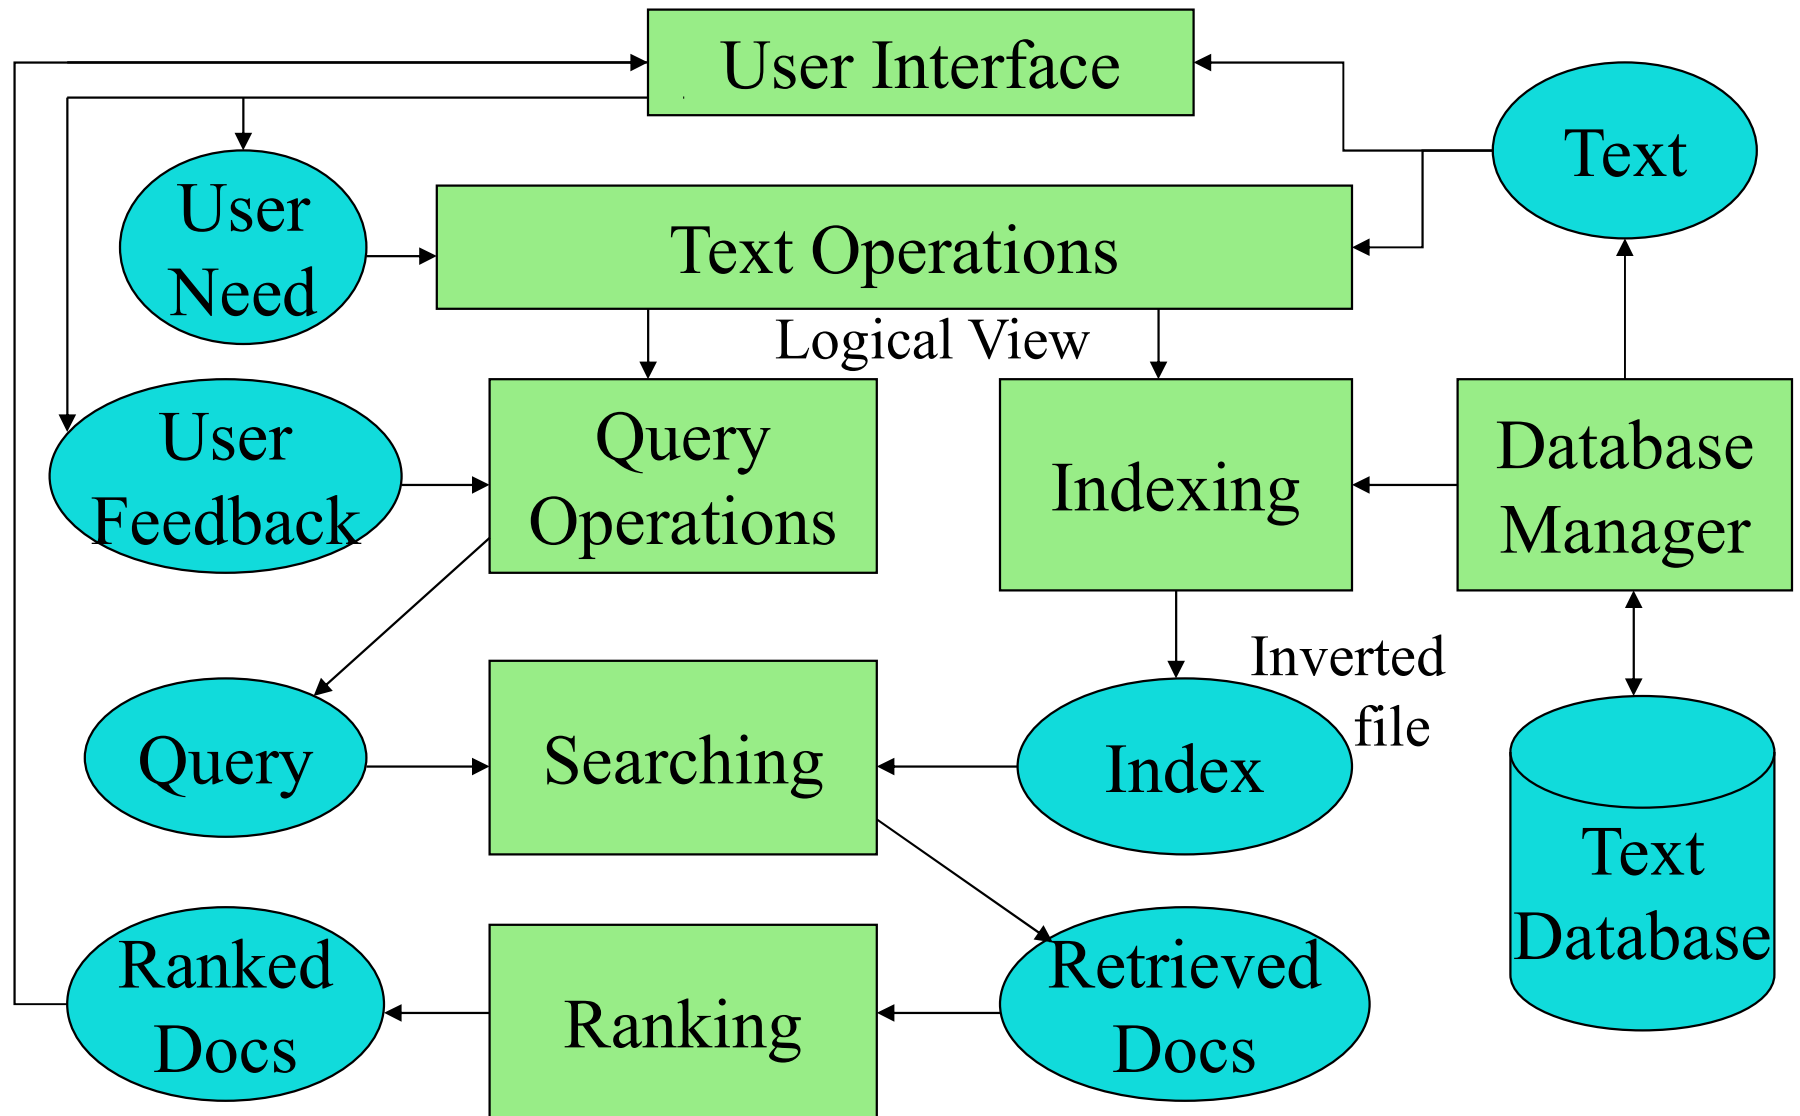 User Interface
Text
User
Need
Text Operations
Logical View
User
Feedback
Query
Operations
Indexing
Database
Manager
Inverted
file
Query
Searching
Index
Text
Database
Ranked
Docs
Ranking
Retrieved
Docs